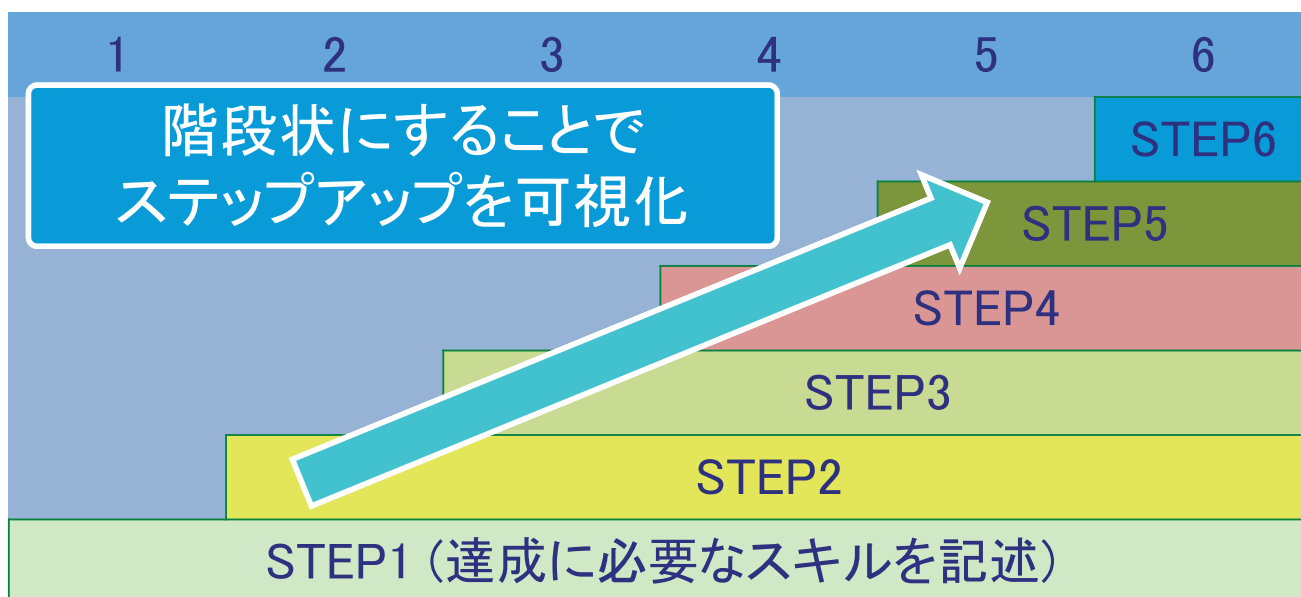 1 2 3 4 5 6
階段状にすることで
ステップアップを可視化
STEP6
STEP5
STEP4
STEP3
STEP2
STEP1（達成に必要なスキルを記述）